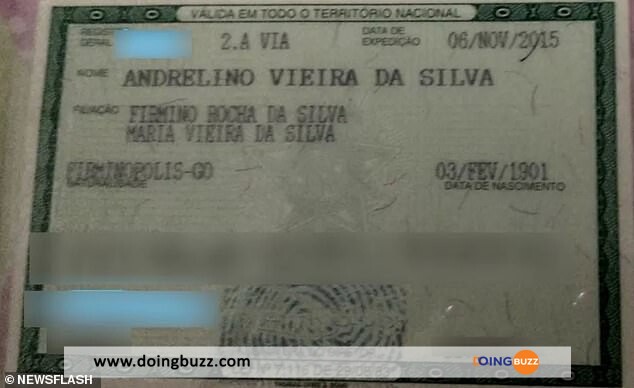 VÁLIDA EM TODO O TERRITÓRIO NACIONAL
REGISTRO GERAL 2.A VIA DATA DE EXPEDIÇÃO 06/NOV/2015
NOME ANDRELINO VIEIRA DA SILVA
FILIAÇÃO FIRMINO ROCHA DA SILVA
MARIA VIEIRA DA SILVA
FIRMINOPOLIS-GO 03/FEV/1901
NATURALIDADE DATA DE NASCIMENTO
www.doingbuzz.com DOINGBUZZ
© NEWSFLASH